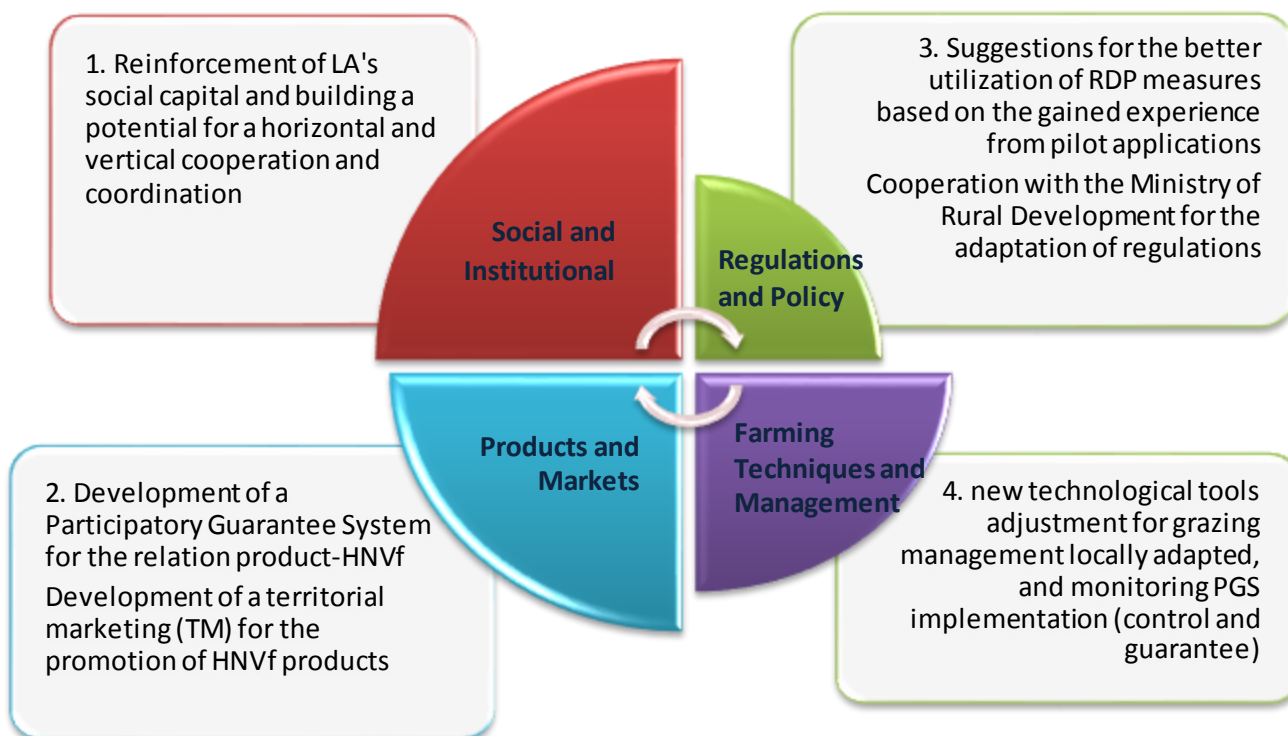 1. Reinforcement of LA's
social capital and building a
potential for a horizontal and
vertical cooperation and
coordination
3. Suggestions for the better
utilization of RDP measures
based on the gained experience
from pilot applications
Cooperation with the Ministry of
Rural Development for the
adaptation of regulations
Social and
Institutional
Regulations
and Policy
Products and
Markets
Farming
Techniques and
Management
2. Development of a
Participatory Guarantee System
for the relation product-HNVf
Development of a territorial
marketing (TM) for the
promotion of HNVf products
4. new technological tools
adjustment for grazing
management locally adapted,
and monitoring PGS
implementation (control and
guarantee)